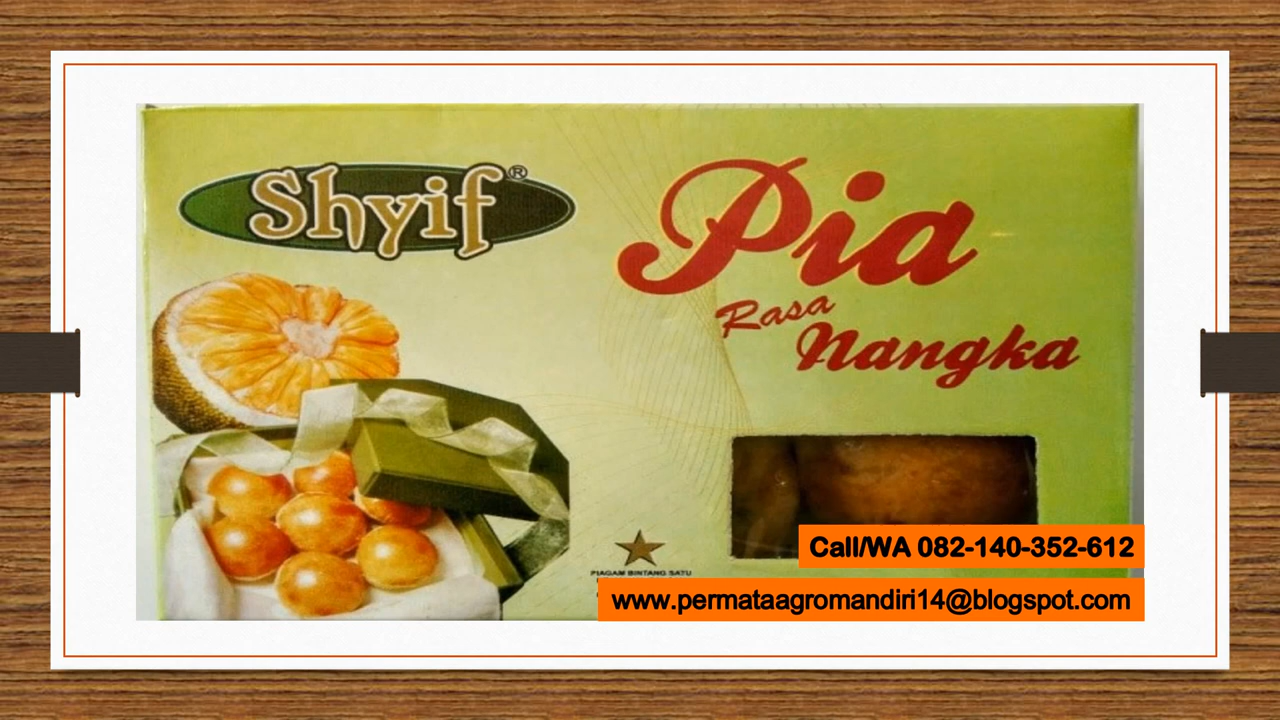 Shyif®
Pia
Rasa
Nangka
PIAGAM BINTANG SATU
Call/WA 082-140-352-612
www.permataagromandiri14@blogspot.com